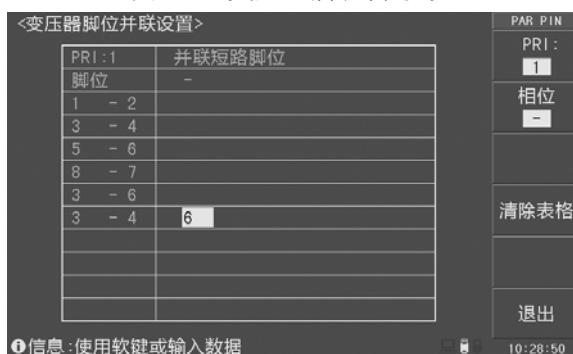 <变压器脚位并联设置>
PAR PIN
PRI:1 并联短路脚位
脚位 -
1 - 2
3 - 4
5 - 6
8 - 7
3 - 6
3 - 4 6
PRI:
1
相位
-
清除表格
退出
信息:使用软键或输入数据
10:28:50